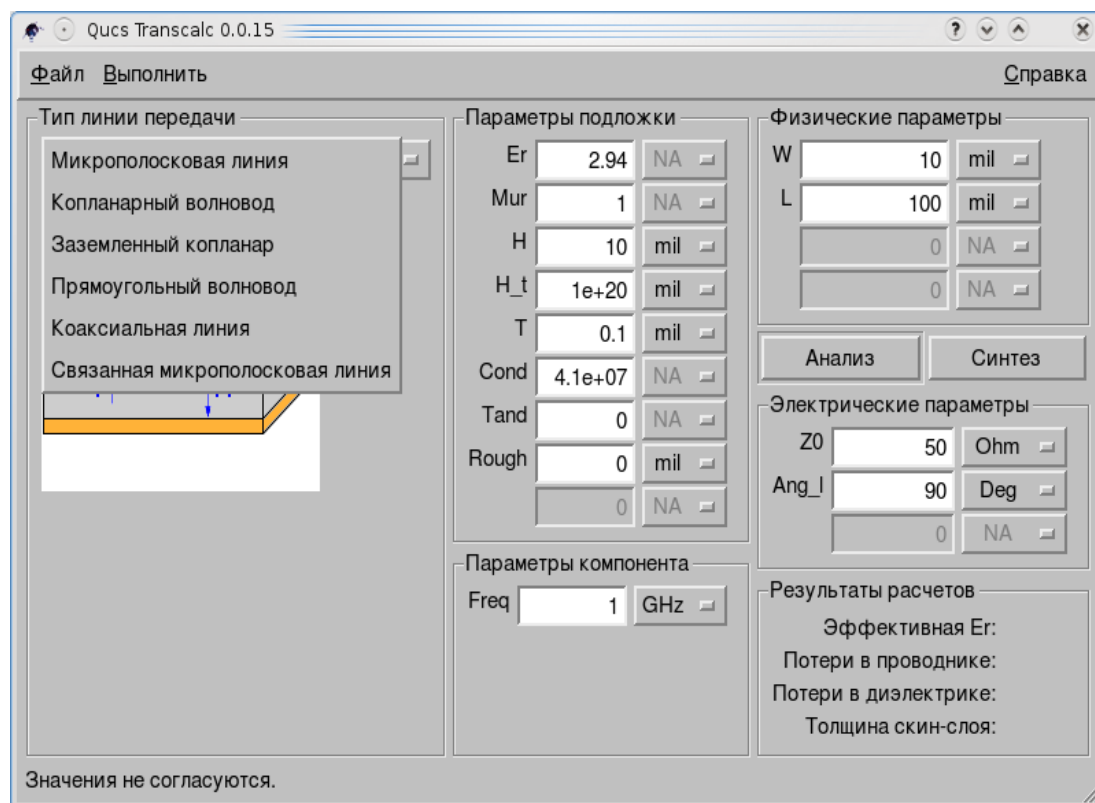 Qucs Transcalc 0.0.15
Файл Выполнить Справка
Тип линии передачи
Микрополосковая линия
Копланарный волновод
Заземленный копланар
Прямоугольный волновод
Коаксиальная линия
Связанная микрополосковая линия
Параметры подложки
Er 2.94 NA
Mur 1 NA
H 10 mil
H_t 1e+20 mil
T 0.1 mil
Cond 4.1e+07 NA
Tand 0 NA
Rough 0 mil
0 NA
Параметры компонента
Freq 1 GHz
Физические параметры
W 10 mil
L 100 mil
0 NA
0 NA
Анализ Синтез
Электрические параметры
Z0 50 Ohm
Ang_l 90 Deg
0 NA
Результаты расчетов
Эффективная Er:
Потери в проводнике:
Потери в диэлектрике:
Толщина скин-слоя:
Значения не согласуются.